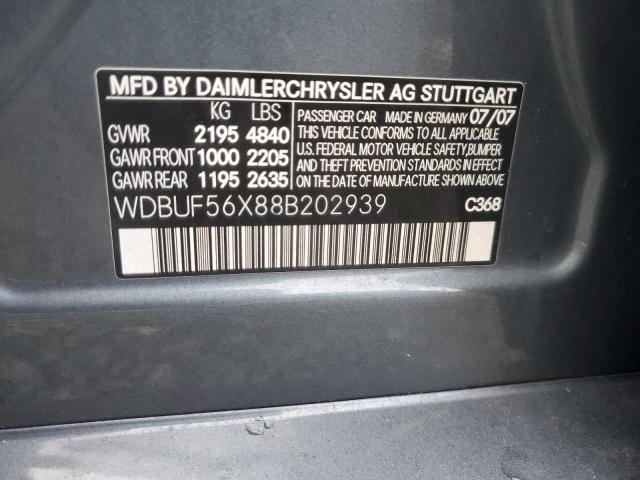 MFD BY DAIMLERCHRYSLER AG STUTTGART
KG LBS
GVWR 2195 4840
GAWR FRONT 1000 2205
GAWR REAR 1195 2635
PASSENGER CAR MADE IN GERMANY 07/07
THIS VEHICLE CONFORMS TO ALL APPLICABLE
U.S. FEDERAL MOTOR VEHICLE SAFETY, BUMPER
AND THEFT PREVENTION STANDARDS IN EFFECT
ON THE DATE OF MANUFACTURE SHOWN ABOVE.
WDBUF56X88B202939
C368